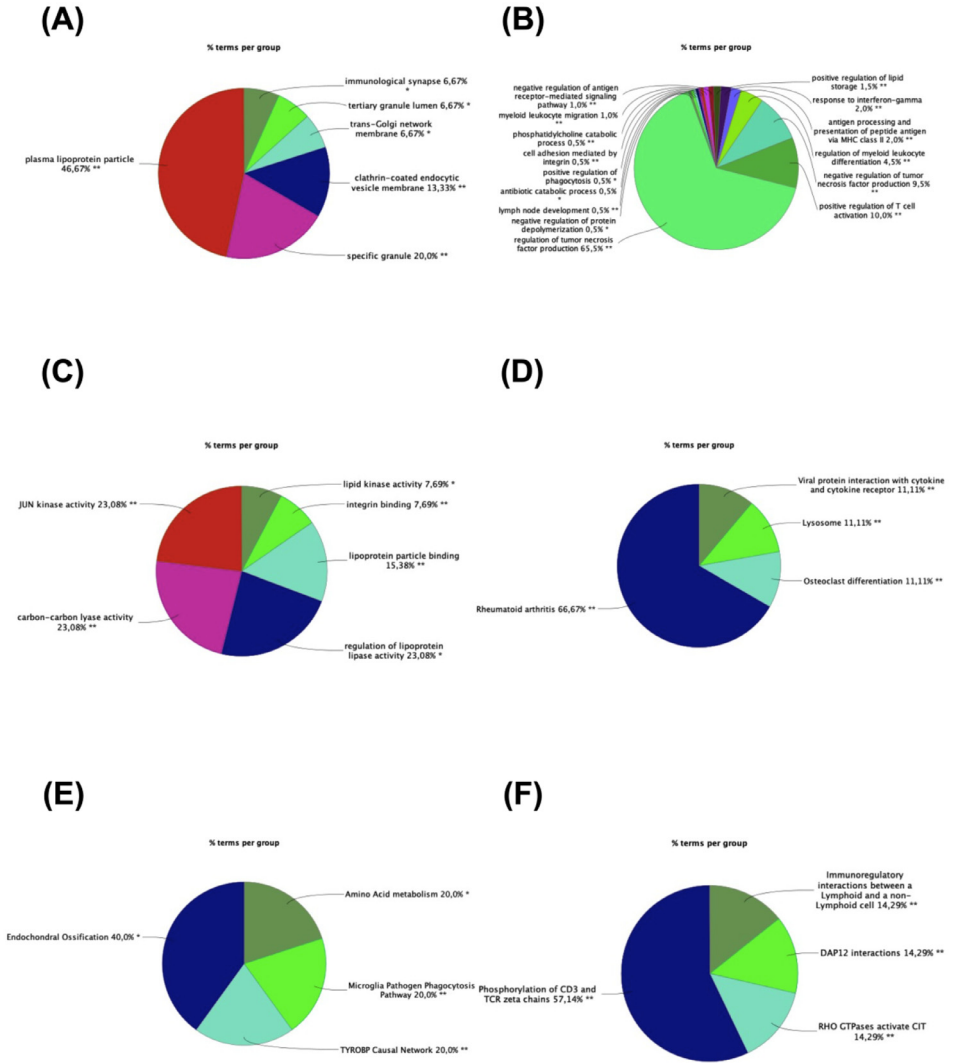 (A)
% terms per group
immunological synapse 6,67%
*
tertiary granule lumen 6,67% *
trans-Golgi network
membrane 6,67% *
clathrin-coated endocytic
vesicle membrane 13,33% **
specific granule 20,0% **
plasma lipoprotein particle
46,67% **
(B)
% terms per group
negative regulation of antigen
receptor-mediated signaling
pathway 1,0% **
myeloid leukocyte migration 1,0%
**
phosphatidylcholine catabolic
process 0,5% **
cell adhesion mediated by
integrin 0,5% **
positive regulation of
phagocytosis 0,5% *
antibiotic catabolic process 0,5%
*
lymph node development 0,5% **
negative regulation of protein
depolymerization 0,5% *
regulation of tumor necrosis
factor production 65,5% **
positive regulation of lipid
storage 1,5% **
response to interferon-gamma
2,0% **
antigen processing and
presentation of peptide antigen
via MHC class II 2,0% **
regulation of myeloid leukocyte
differentiation 4,5% **
negative regulation of tumor
necrosis factor production 9,5%
**
positive regulation of T cell
activation 10,0% **
(C)
% terms per group
lipid kinase activity 7,69% *
integrin binding 7,69% **
lipoprotein particle binding
15,38% **
regulation of lipoprotein
lipase activity 23,08% *
carbon-carbon lyase activity
23,08% **
JUN kinase activity 23,08% **
(D)
% terms per group
Viral protein interaction with cytokine
and cytokine receptor 11,11% **
Lysosome 11,11% **
Osteoclast differentiation 11,11% **
Rheumatoid arthritis 66,67% **
(E)
% terms per group
Amino Acid metabolism 20,0% *
Microglia Pathogen Phagocytosis
Pathway 20,0% **
TYROBP Causal Network 20,0% **
Endochondral Ossification 40,0% *
(F)
% terms per group
Immunoregulatory
interactions between a
Lymphoid and a non-
Lymphoid cell 14,29% **
DAP12 interactions 14,29% **
RHO GTPases activate CIT
14,29% **
Phosphorylation of CD3 and
TCR zeta chains 57,14% **